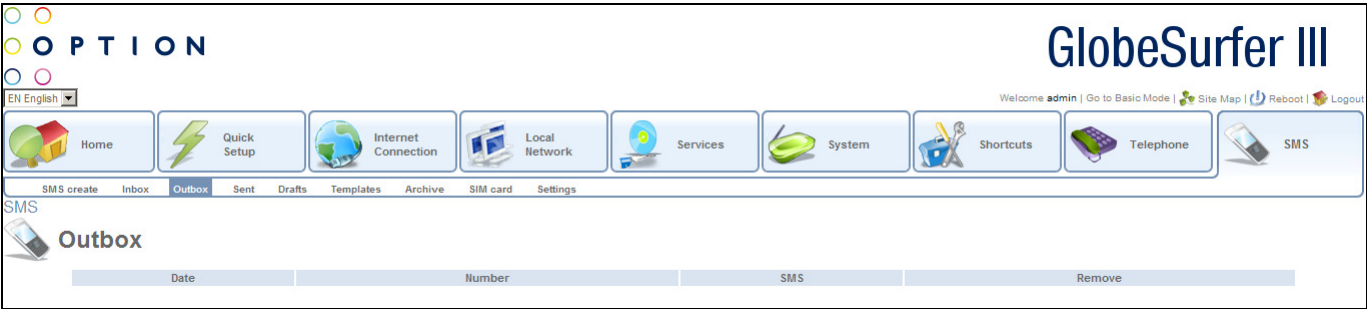 OPTION
GlobeSurfer III
EN English
Welcome admin | Go to Basic Mode | Site Map | Reboot | Logout
Home
Quick
Setup
Internet
Connection
Local
Network
Services
System
Shortcuts
Telephone
SMS
SMS create Inbox Outbox Sent Drafts Templates Archive SIM card Settings
SMS
Outbox
Date Number SMS Remove